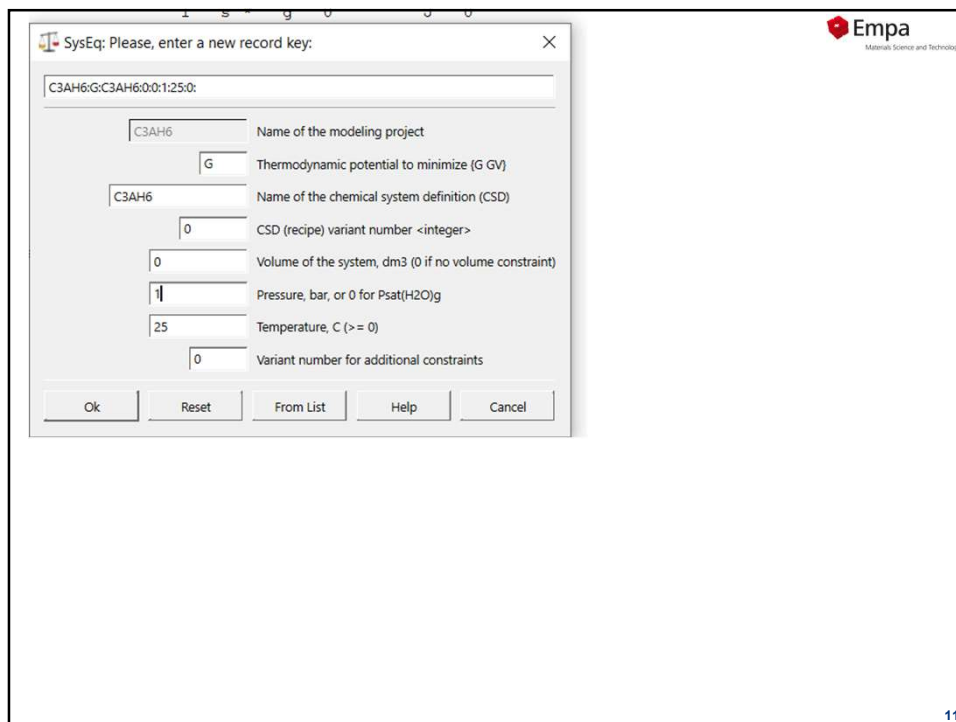 SysEq: Please, enter a new record key:
Empa
Materials Science and Technolog
C3AH6:G:C3AH6:0:0:1:25:0:
C3AH6 Name of the modeling project
G Thermodynamic potential to minimize {G GV}
C3AH6 Name of the chemical system definition (CSD)
0 CSD (recipe) variant number <integer>
0 Volume of the system, dm3 (0 if no volume constraint)
1 Pressure, bar, or 0 for Psat(H2O)g
25 Temperature, C (>= 0)
0 Variant number for additional constraints
Ok Reset From List Help Cancel
11